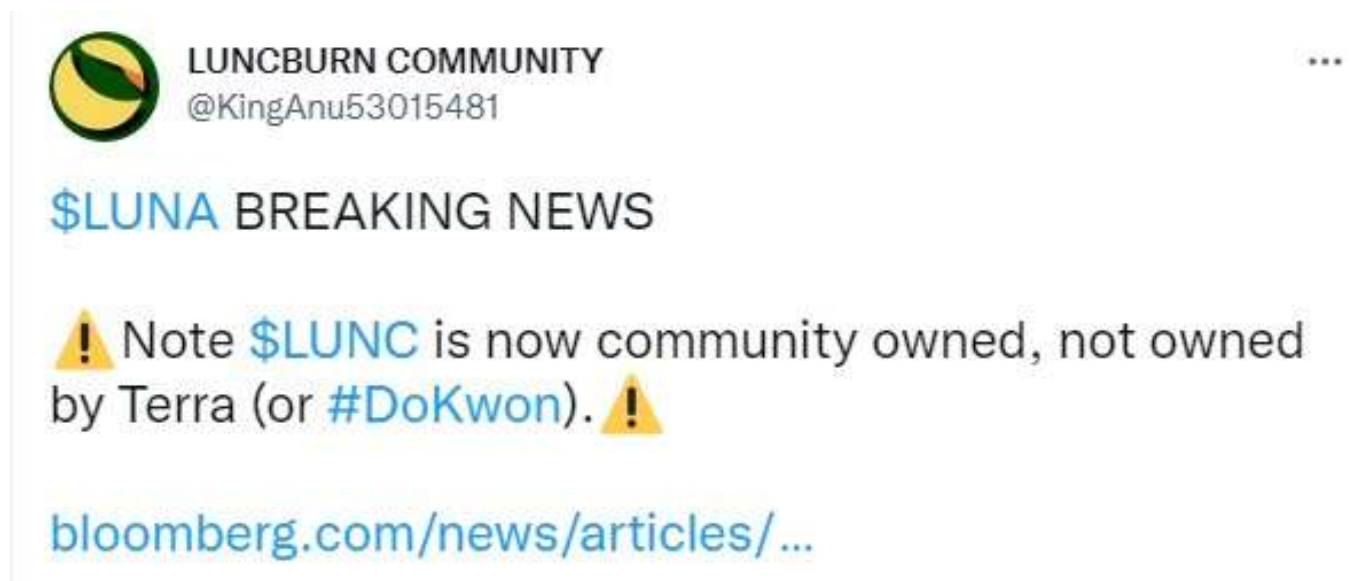 LUNCBURN COMMUNITY
@KingAnu53015481
$LUNA BREAKING NEWS
⚠️ Note $LUNC is now community owned, not owned
by Terra (or #DoKwon). ⚠️
bloomberg.com/news/articles/...